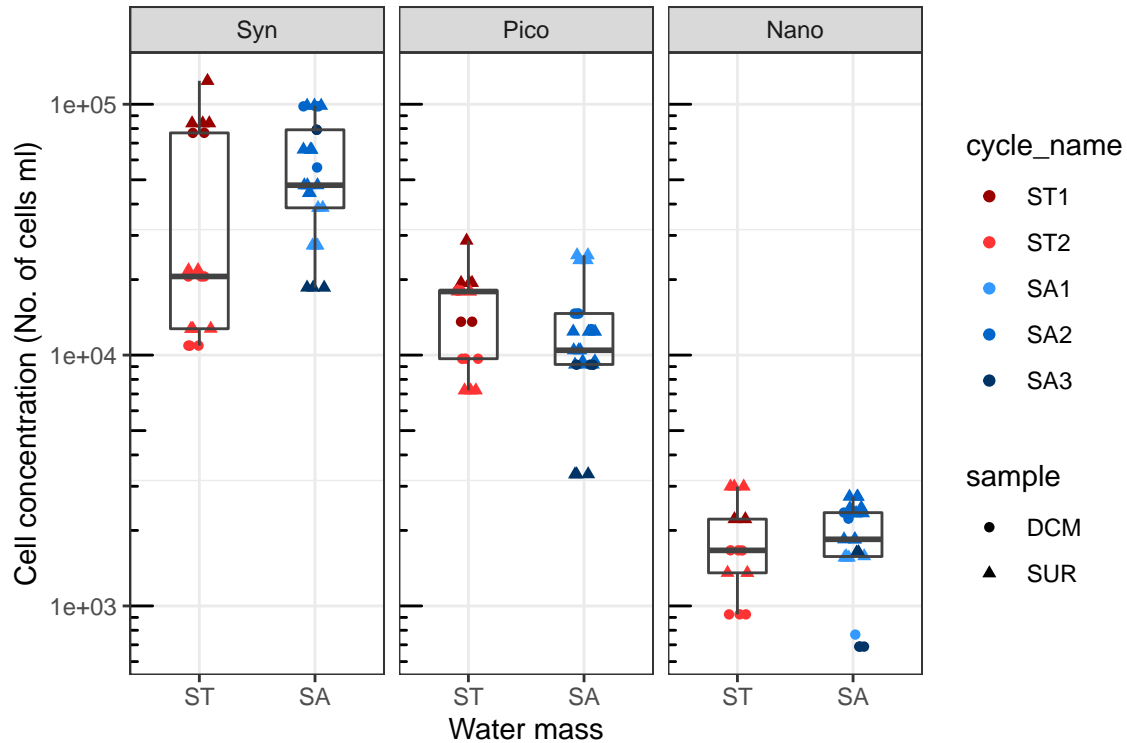 Syn Pico Nano
Cell concentration (No. of cells ml)
1e+05
1e+04
1e+03
ST SA ST SA ST SA
Water mass
cycle_name
ST1
ST2
SA1
SA2
SA3
sample
DCM
SUR